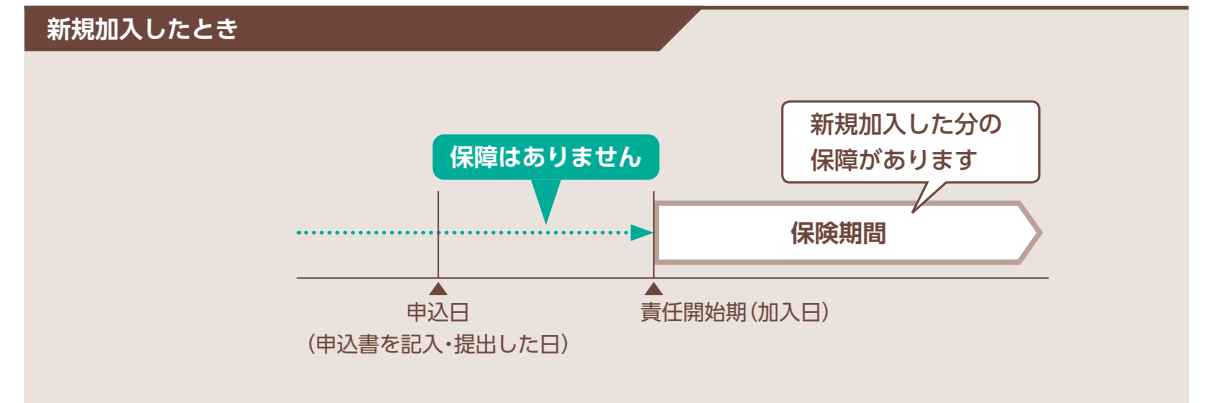 新規加入したとき
新規加入した分の
保障があります
保障はありません
保険期間
申込日
(申込書を記入・提出した日)
責任開始期(加入日)